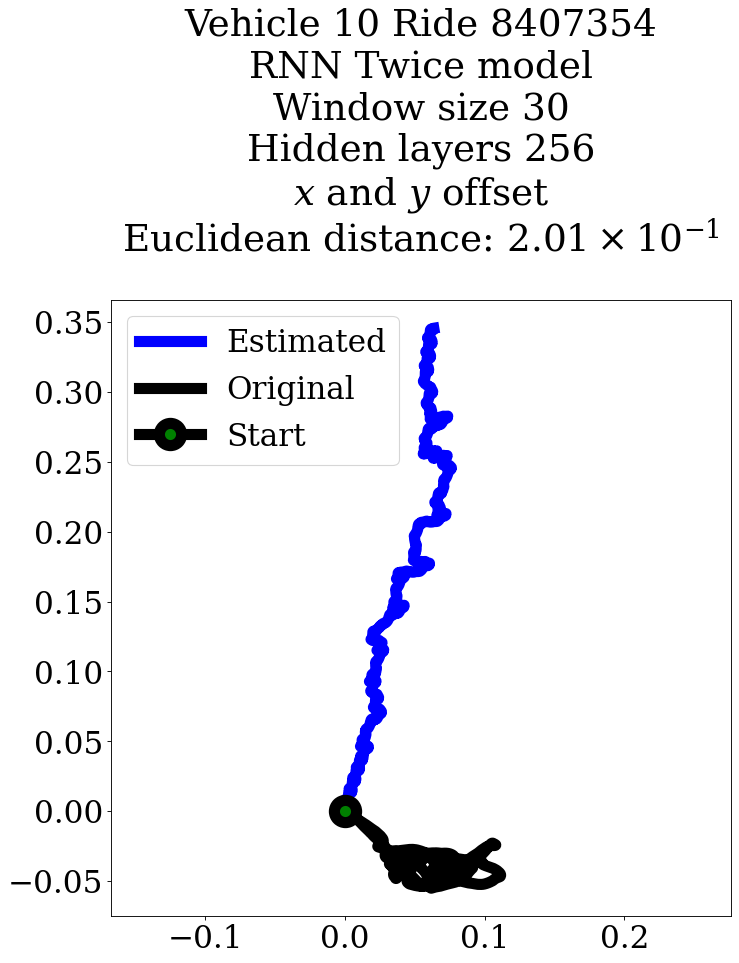 Vehicle 10 Ride 8407354
RNN Twice model
Window size 30
Hidden layers 256
x and y offset
Euclidean distance: 2.01 × 10⁻¹
Estimated
Original
Start
0.35
0.30
0.25
0.20
0.15
0.10
0.05
0.00
−0.05
−0.1 0.0 0.1 0.2